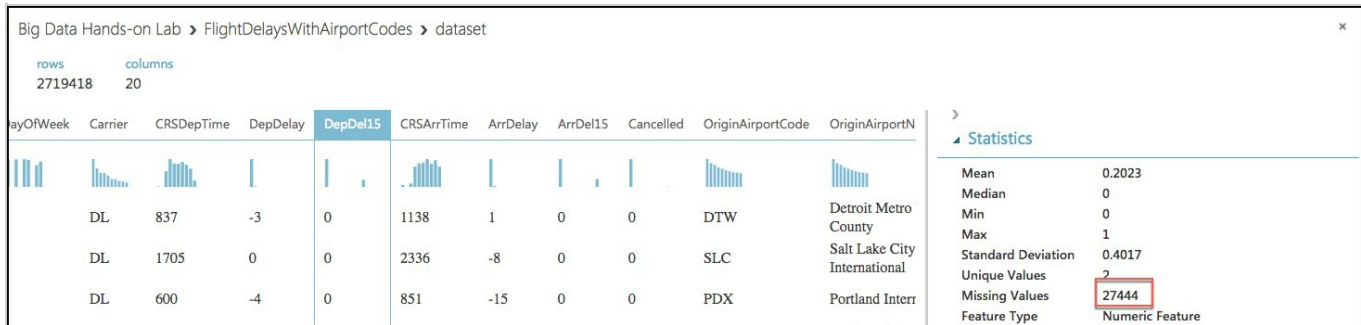 Big Data Hands-on Lab > FlightDelaysWithAirportCodes > dataset
rows columns
2719418 20
ayOfWeek Carrier CRSDepTime DepDelay DepDel15 CRSArrTime ArrDelay ArrDel15 Cancelled OriginAirportCode OriginAirportN
DL 837 -3 0 1138 1 0 0 DTW Detroit Metro
County
DL 1705 0 0 2336 -8 0 0 SLC Salt Lake City
International
DL 600 -4 0 851 -15 0 0 PDX Portland Interr
Statistics
Mean 0.2023
Median 0
Min 0
Max 1
Standard Deviation 0.4017
Unique Values 2
Missing Values 27444
Feature Type Numeric Feature